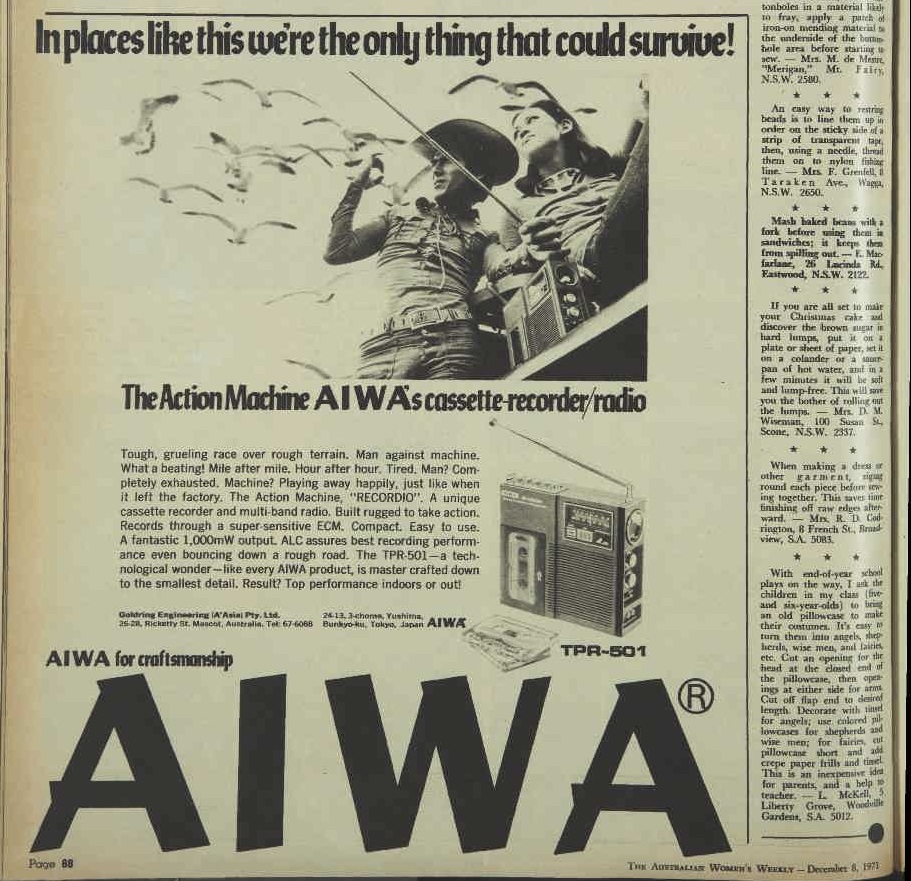 In places like this we're the only thing that could survive!
The Action Machine AIWA's cassette-recorder/radio
Tough, grueling race over rough terrain. Man against machine.
What a beating! Mile after mile. Hour after hour. Tired. Man? Com-
pletely exhausted. Machine? Playing away happily, just like when
it left the factory. The Action Machine, "RECORDIO". A unique
cassette recorder and multi-band radio. Built rugged to take action.
Records through a super-sensitive ECM. Compact. Easy to use.
A fantastic 1,000mW output. ALC assures best recording perform-
ance even bouncing down a rough road. The TPR-501—a tech-
nological wonder—like every AIWA product, is master crafted down
to the smallest detail. Result? Top performance indoors or out!
Goldring Engineering (A'Asia) Pty. Ltd.
26-28, Ricketty St. Mascot, Australia. Tel: 67-6088
24-13, 3-chome, Yushima,
Bunkyo-ku, Tokyo, Japan AIWA
TPR-501
AIWA for craftsmanship
AIWA®
Page 88
tonholes in a material likely
to fray, apply a patch of
iron-on mending material to
the underside of the button-
hole area before starting to
sew. — Mrs. M. de Mestre,
"Merigan," Mt. Fairy,
N.S.W. 2580.
★ ★ ★
An easy way to restring
beads is to line them up in
order on the sticky side of a
strip of transparent tape,
then, using a needle, thread
them on to nylon fishing
line. — Mrs. F. Grenfell, 8
Taraken Ave., Wagga,
N.S.W. 2650.
★ ★ ★
Mash baked beans with a
fork before using them in
sandwiches; it keeps them
from spilling out. — E. Mac-
farlane, 26 Lucinda Rd.,
Eastwood, N.S.W. 2122.
★ ★ ★
If you are all set to make
your Christmas cake and
discover the brown sugar in
hard lumps, put it on a
plate or sheet of paper, set it
on a colander or a sauce-
pan of hot water, and in a
few minutes it will be soft
and lump-free. This will save
you the bother of rolling out
the lumps. — Mrs. D. M.
Wiseman, 100 Susan St.,
Scone, N.S.W. 2337.
★ ★ ★
When making a dress or
other garment, zigzag
round each piece before sew-
ing together. This saves time
finishing off raw edges after-
ward. — Mrs. R. D. Cod-
rington, 8 French St., Broad-
view, S.A. 5083.
★ ★ ★
With end-of-year school
plays on the way, I ask the
children in my class (five-
and six-year-olds) to bring
an old pillowcase to make
their costumes. It's easy to
turn them into angels, shep-
herds, wise men, and fairies,
etc. Cut an opening for the
head at the closed end of
the pillowcase, then open-
ings at either side for arms.
Cut off flap end to desired
length. Decorate with tinsel
for angels; use colored pil-
lowcases for shepherds and
wise men; for fairies, cut
pillowcase short and add
crepe paper frills and tinsel.
This is an inexpensive idea
for parents, and a help to
teacher. — L. McKell, 5
Liberty Grove, Woodville
Gardens, S.A. 5012.
THE AUSTRALIAN WOMEN'S WEEKLY — December 8, 1971